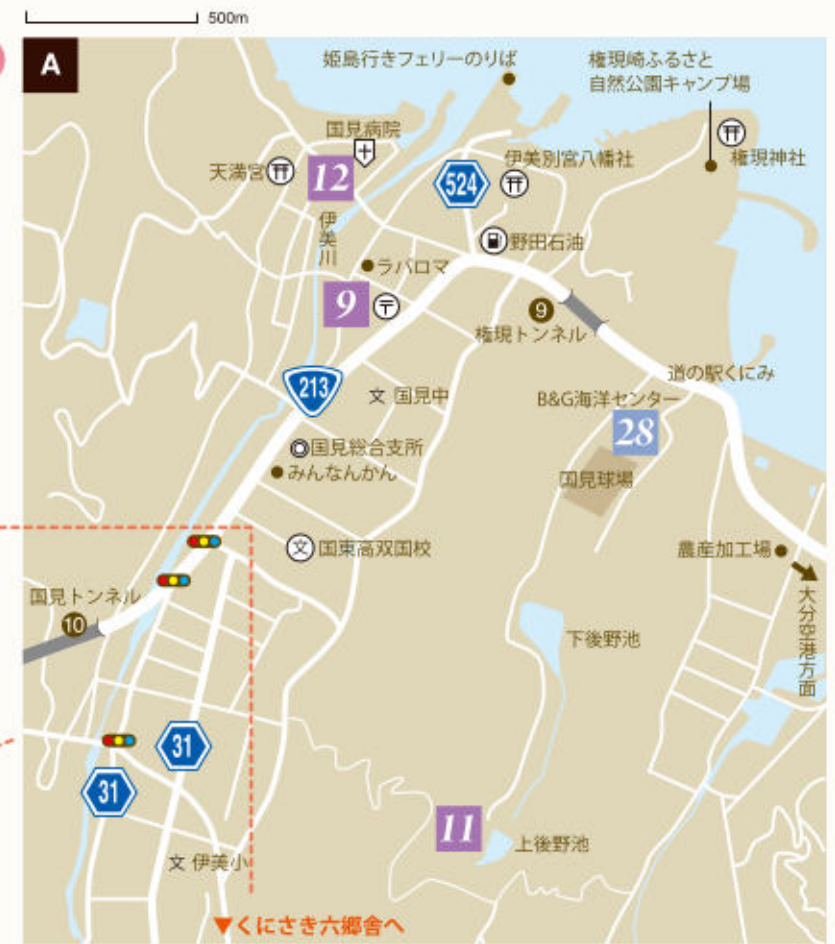 500m
A
姫島行きフェリーのりば
権現崎ふるさと
自然公園キャンプ場
国見病院
天満宮
12
524
伊美別宮八幡社
権現神社
伊美川
野田石油
ラパロマ
9
〒
9
権現トンネル
213
道の駅くにみ
文 国見中
B&G海洋センター
28
国見総合支所
みんなんかん
国見球場
文 国東高双国校
農産加工場
大分空港方面
国見トンネル
10
下後野池
31
31
11
上後野池
文 伊美小
▼くにさき六郷舎へ